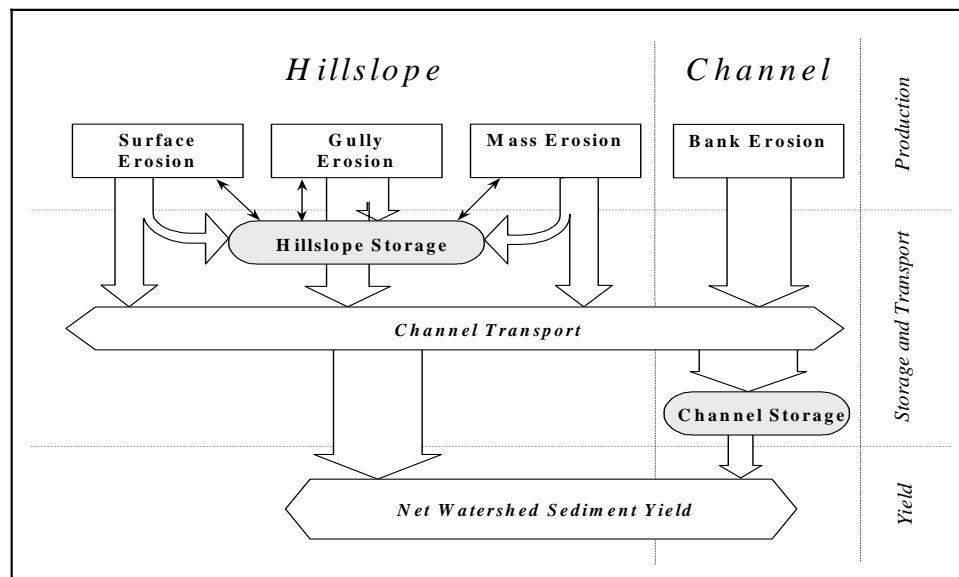 Hillslope
Channel
Production
Surface
Erosion
Gully
Erosion
Mass Erosion
Bank Erosion
Hillslope Storage
Channel Transport
Storage and Transport
Channel Storage
Net Watershed Sediment Yield
Yield